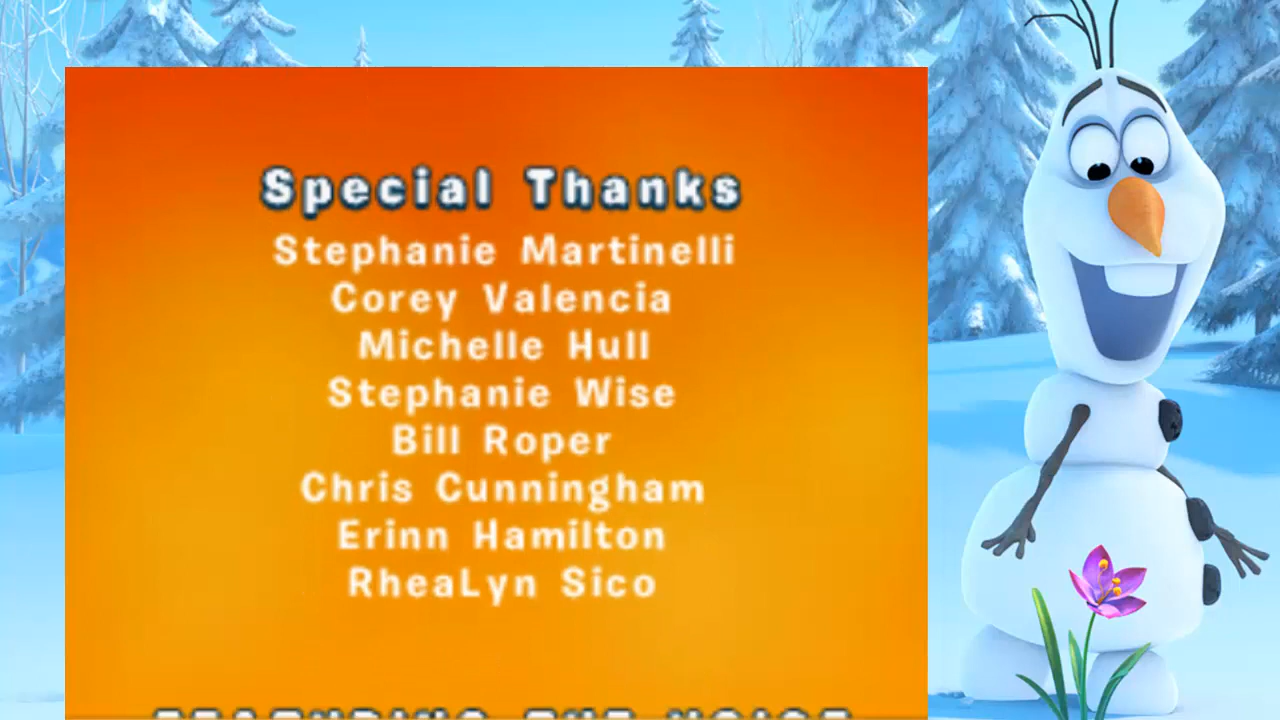 Special Thanks
Stephanie Martinelli
Corey Valencia
Michelle Hull
Stephanie Wise
Bill Roper
Chris Cunningham
Erinn Hamilton
RheaLyn Sico